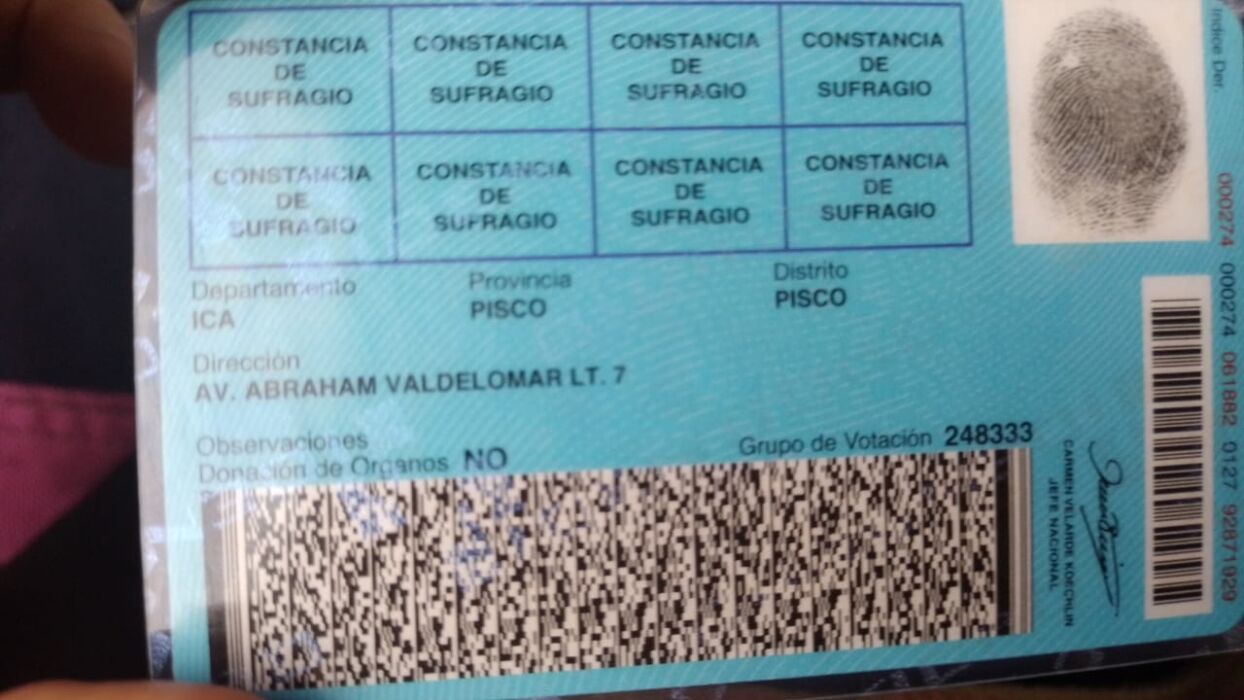 CONSTANCIA DE SUFRAGIO
CONSTANCIA DE SUFRAGIO
CONSTANCIA DE SUFRAGIO
CONSTANCIA DE SUFRAGIO
CONSTANCIA DE SUFRAGIO
CONSTANCIA DE SUFRAGIO
CONSTANCIA DE SUFRAGIO
CONSTANCIA DE SUFRAGIO
Departamento
ICA
Provincia
PISCO
Distrito
PISCO
Dirección
AV. ABRAHAM VALDELOMAR LT. 7
Observaciones
Donación de Organos NO
Grupo de Votación 248333
CARMEN VELARDE KOECHLIN
JEFE NACIONAL
Indice Der.
000274 000274 061882 0127 92871929